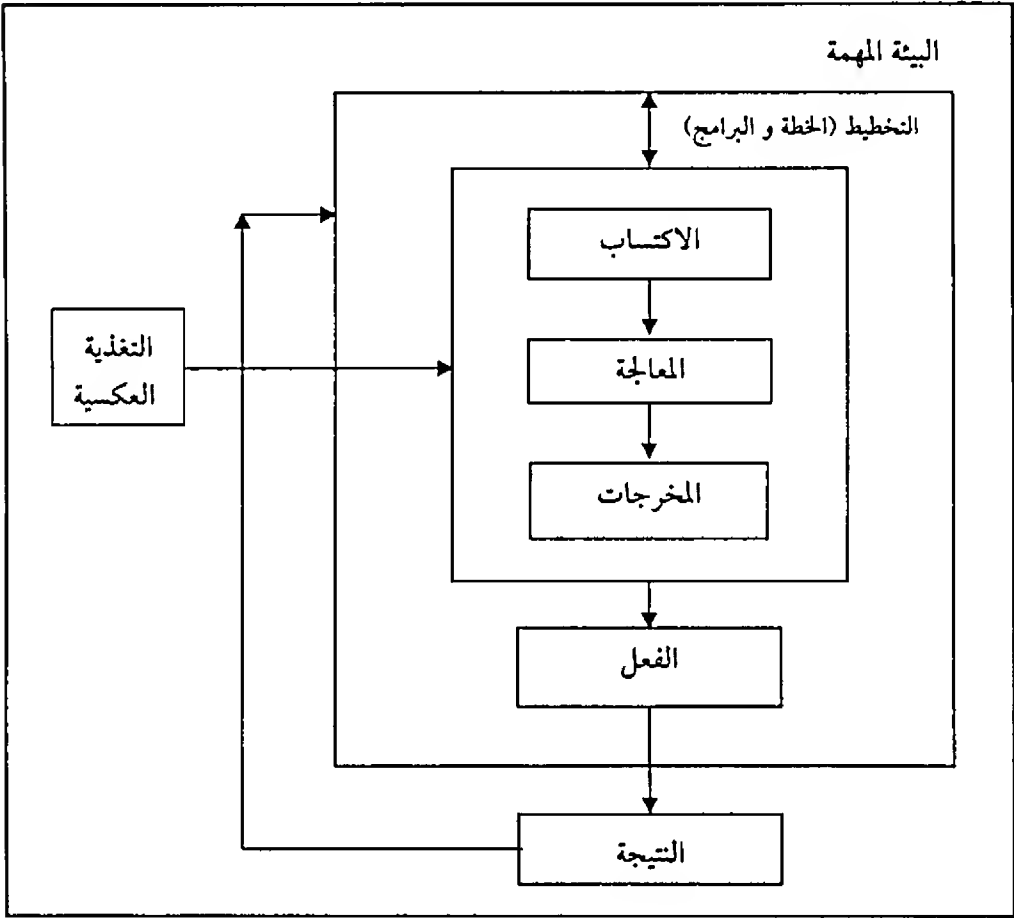 البيئة المهمة
التخطيط (الخطة و البرامج)
الاكتساب
المعالجة
المخرجات
التغذية
العكسية
الفعل
النتيجة